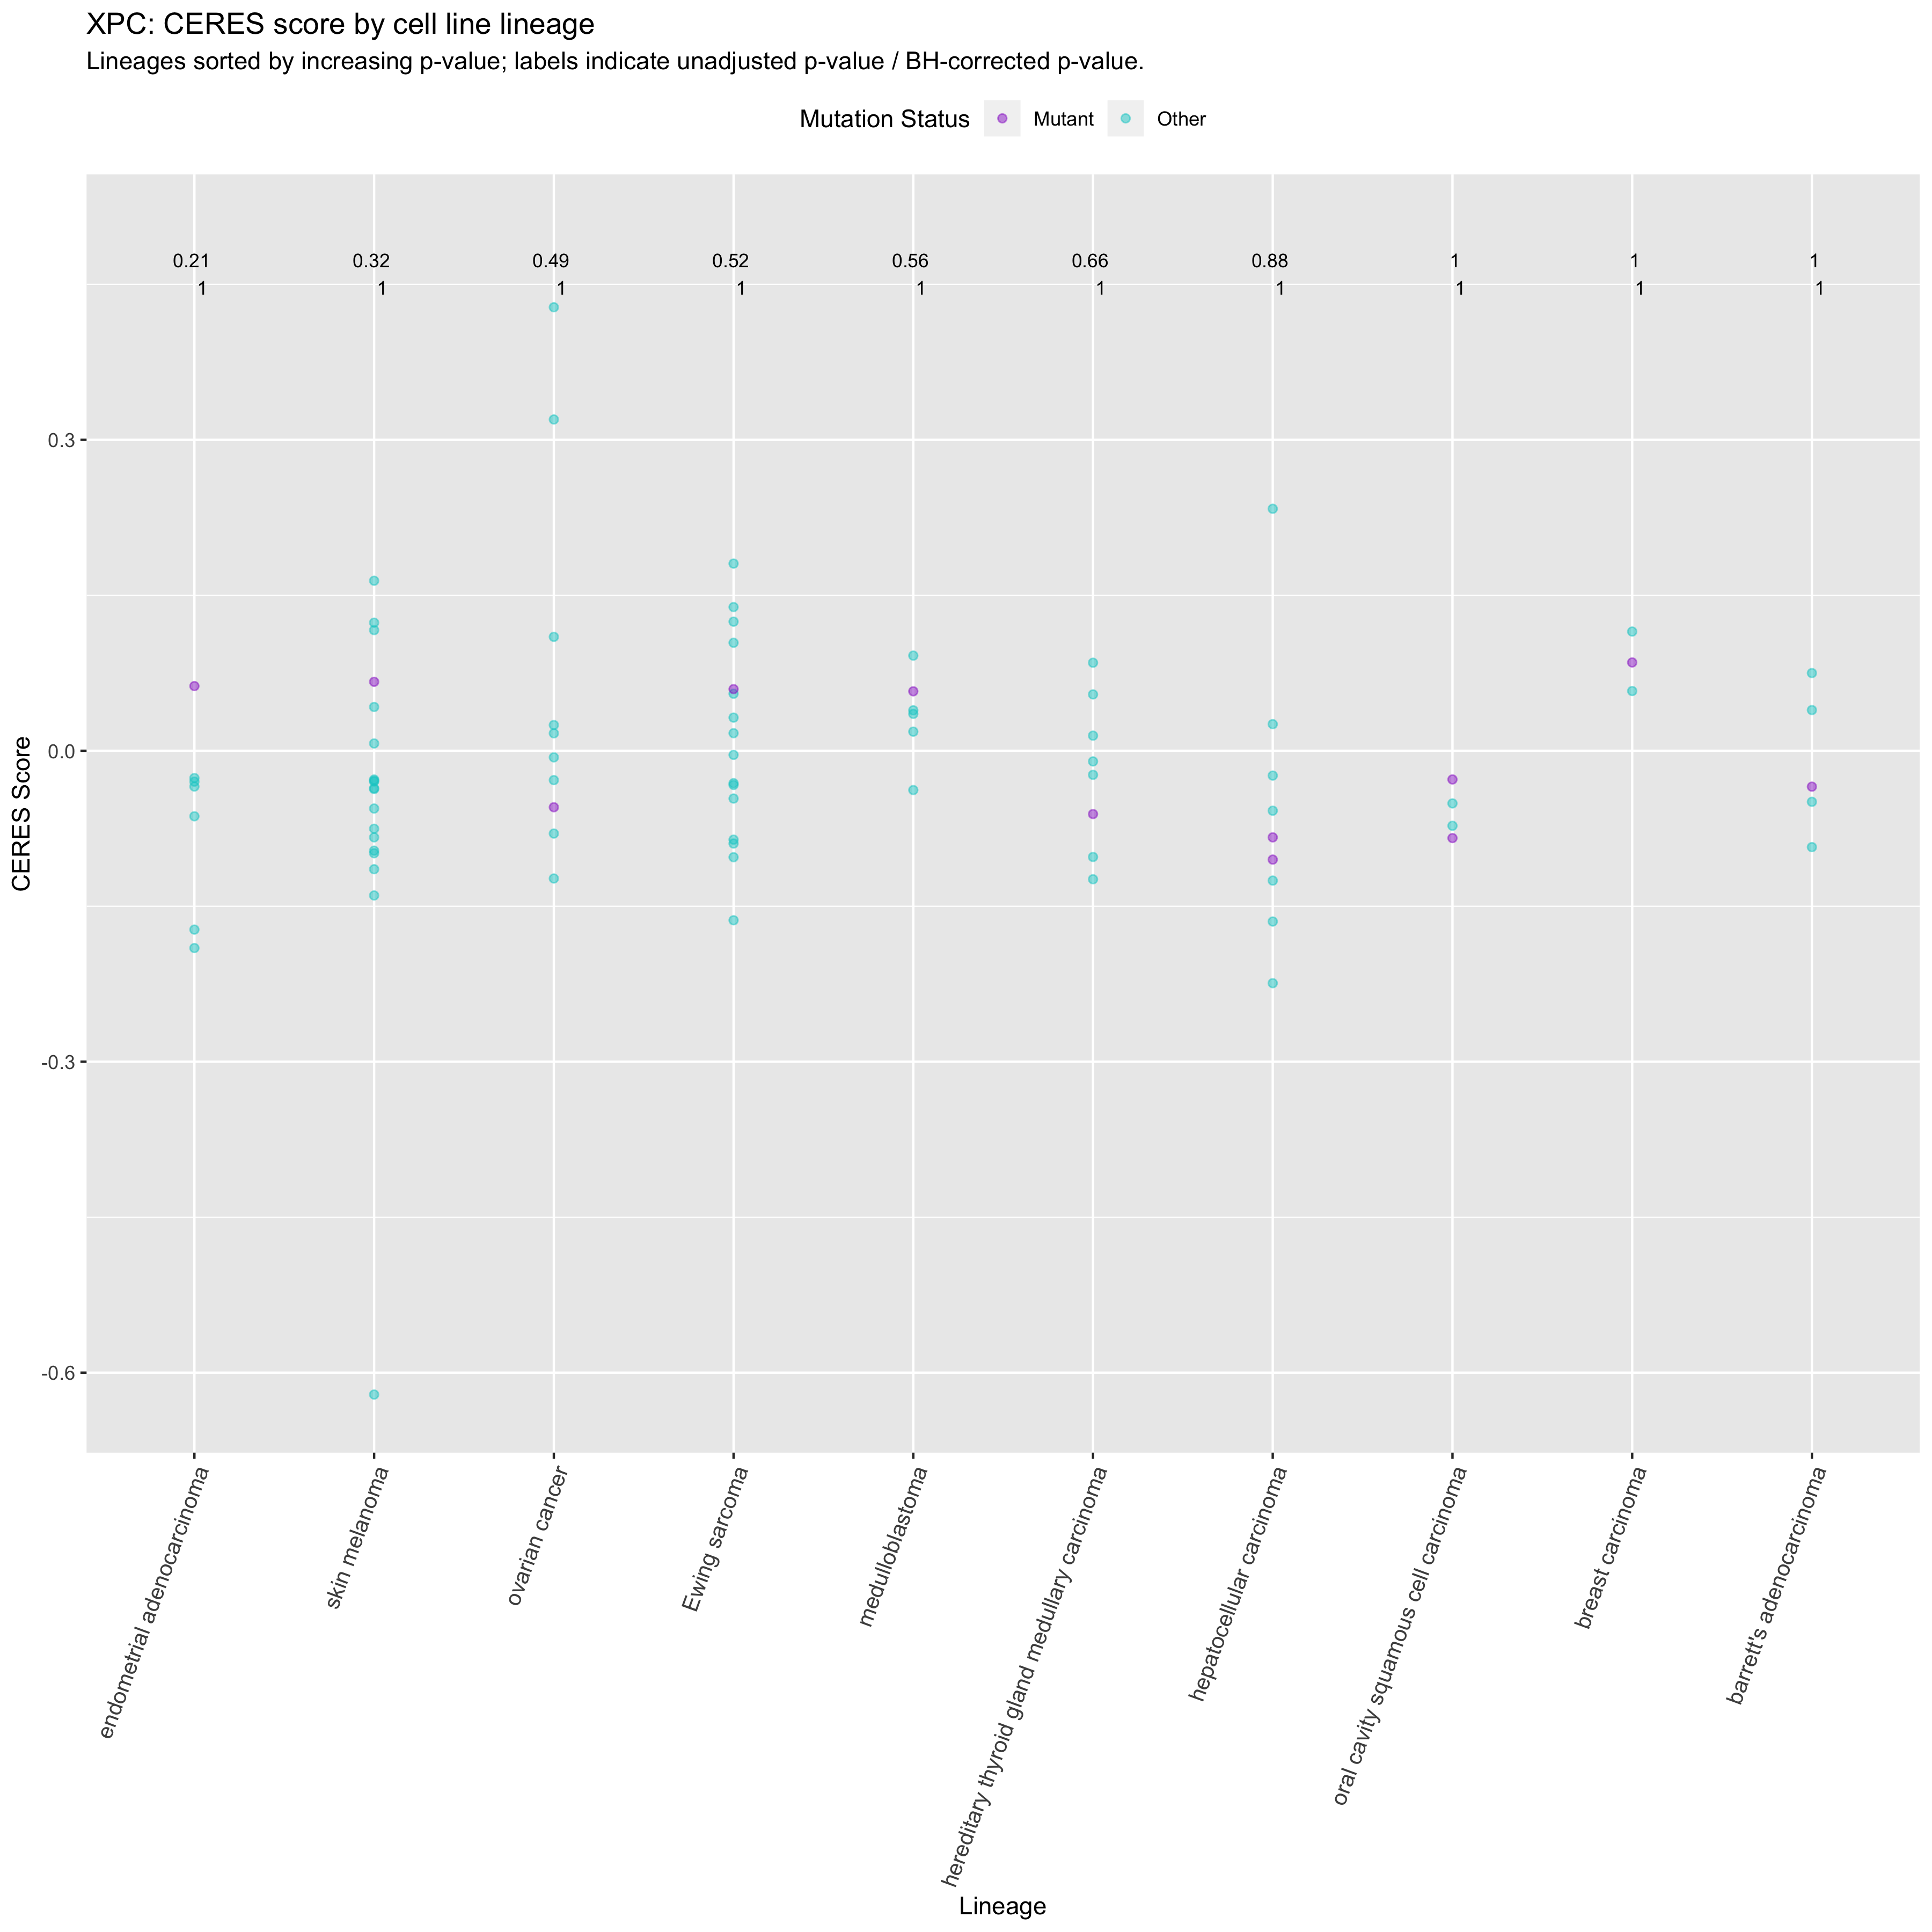 XPC: CERES score by cell line lineage
Lineages sorted by increasing p-value; labels indicate unadjusted p-value / BH-corrected p-value.
Mutation Status Mutant Other
0.21 0.32 0.49 0.52 0.56 0.66 0.88 1 1 1
1 1 1 1 1 1 1 1 1 1
0.3
0.0
-0.3
-0.6
CERES Score
endometrial adenocarcinoma
skin melanoma
ovarian cancer
Ewing sarcoma
medulloblastoma
hereditary thyroid gland medullary carcinoma
hepatocellular carcinoma
oral cavity squamous cell carcinoma
breast carcinoma
barrett's adenocarcinoma
Lineage